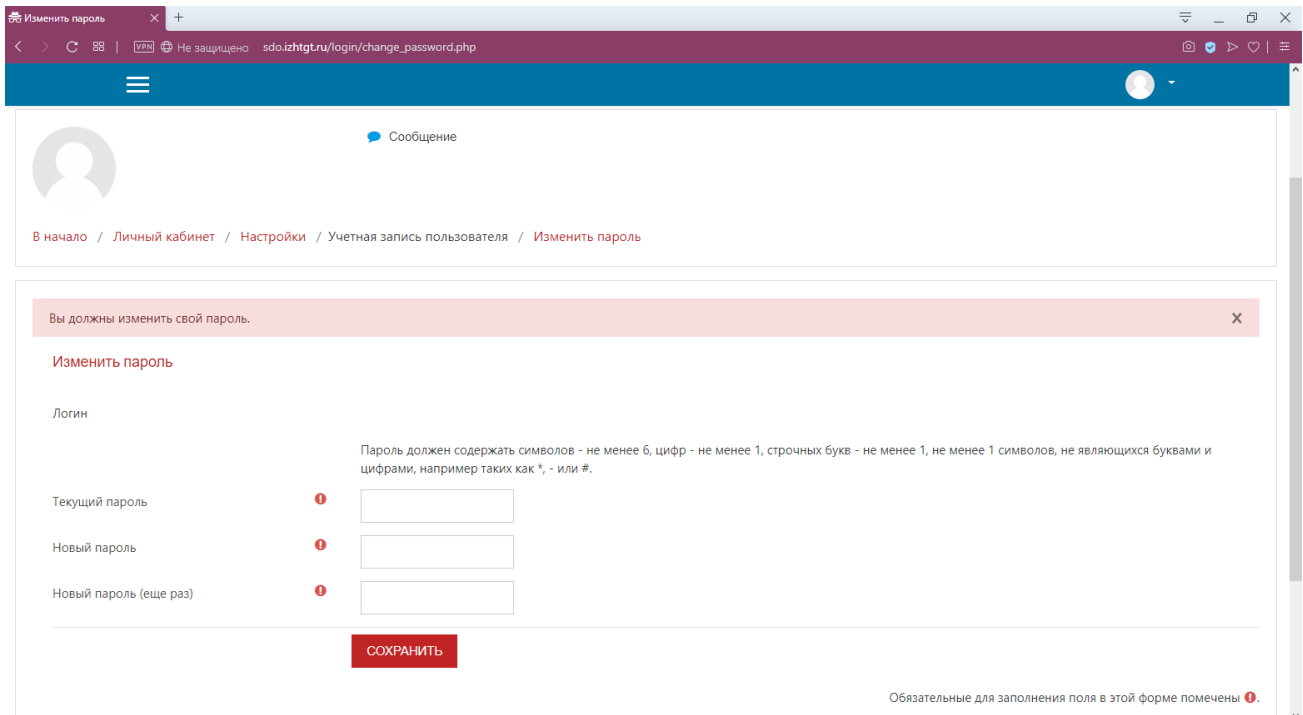 Изменить пароль
VPN Не защищено sdo.izhtgt.ru/login/change_password.php
Сообщение
В начало / Личный кабинет / Настройки / Учетная запись пользователя / Изменить пароль
Вы должны изменить свой пароль.
Изменить пароль
Логин
Пароль должен содержать символов - не менее 6, цифр - не менее 1, строчных букв - не менее 1, не менее 1 символов, не являющихся буквами и
цифрами, например таких как *, - или #.
Текущий пароль
Новый пароль
Новый пароль (еще раз)
СОХРАНИТЬ
Обязательные для заполнения поля в этой форме помечены .